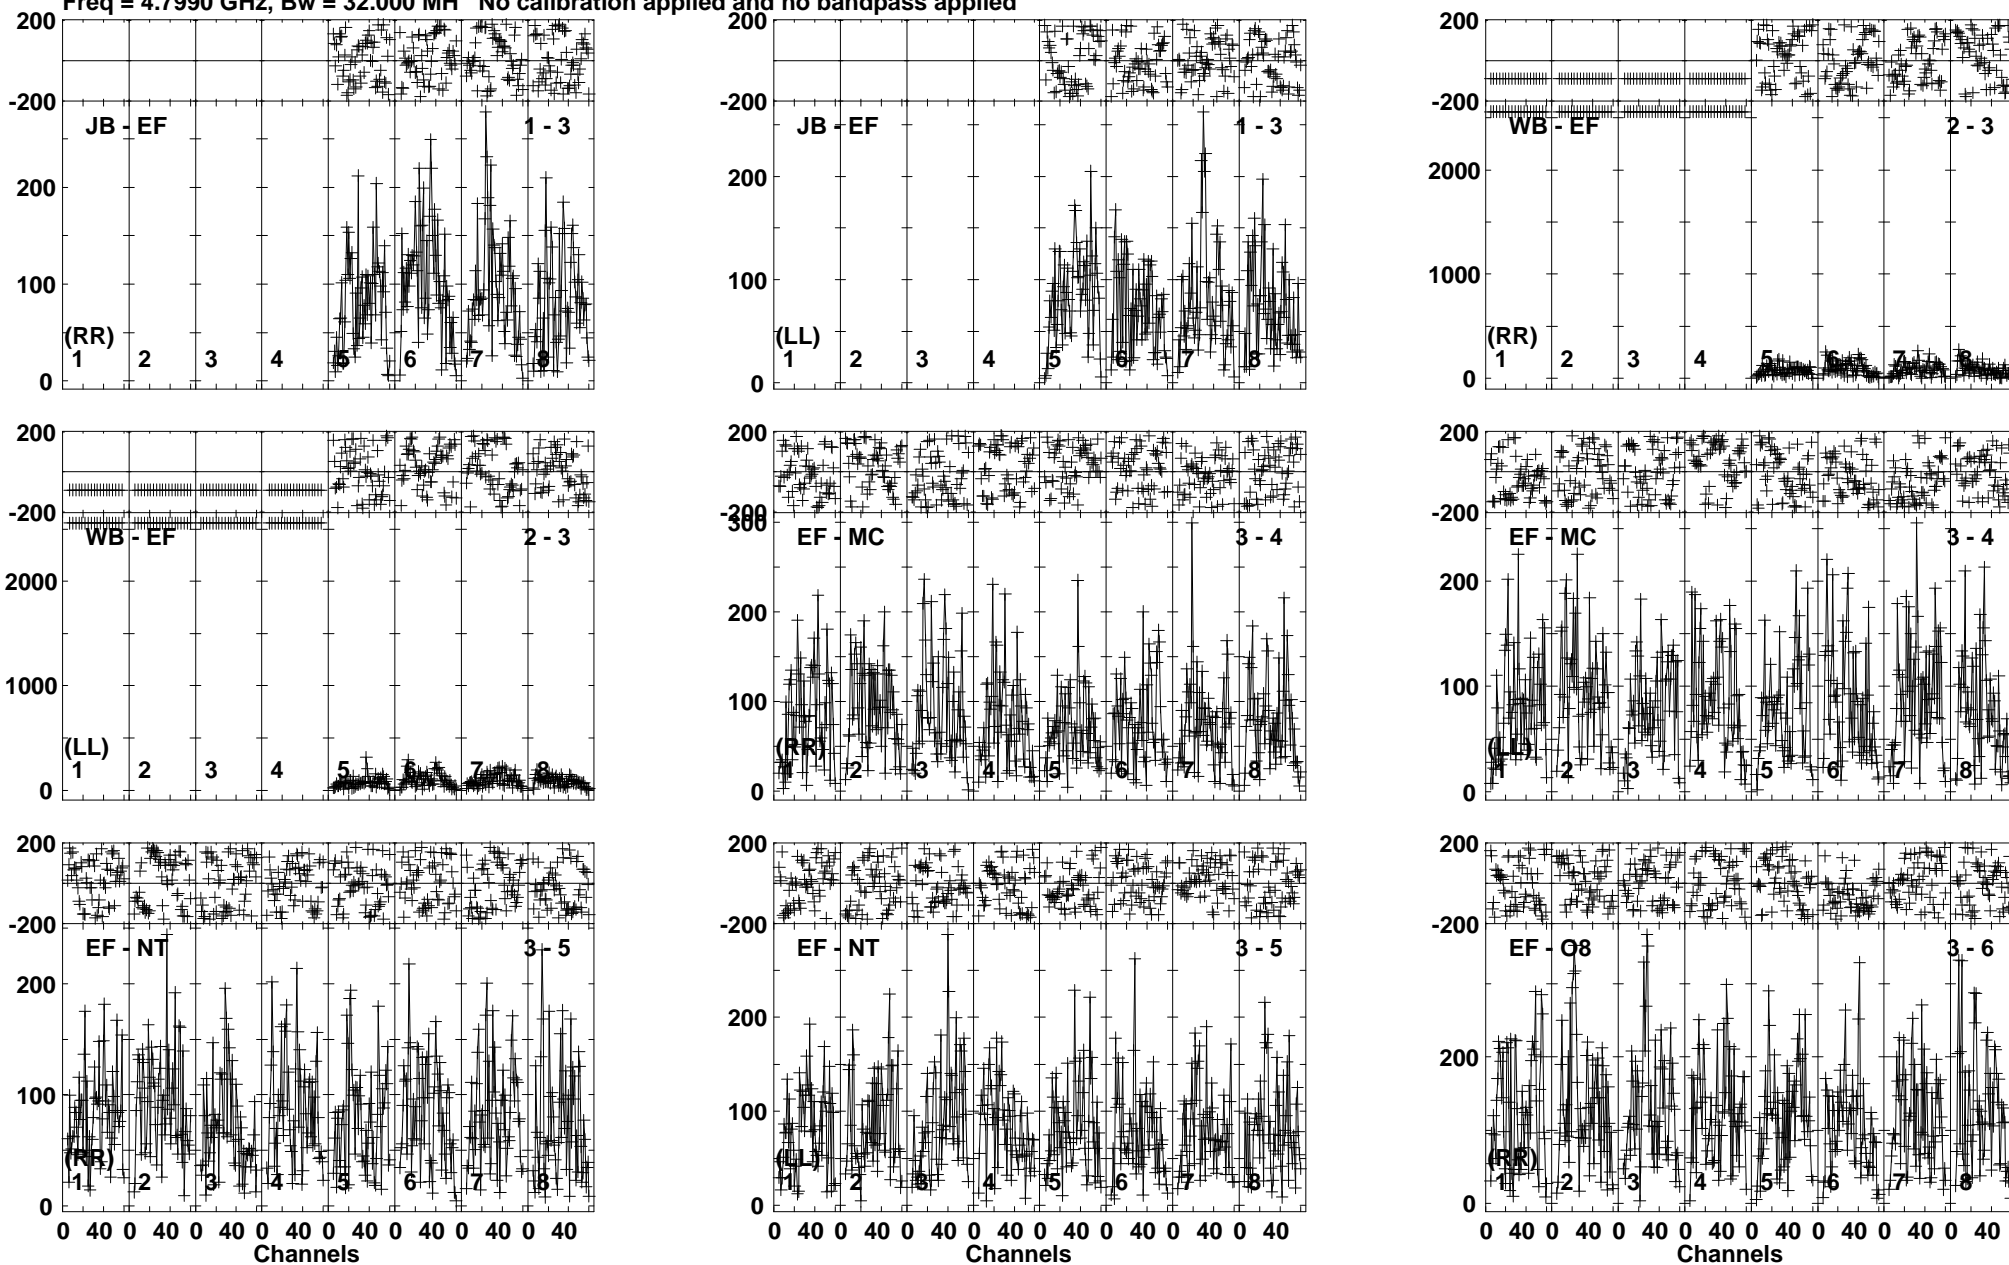 Freq = 4.7990 GHz, Bw = 32.000 MH No calibration applied and no bandpass applied
200 200 200
-200 -200 -200
JB - EF 1 - 3 JB - EF 1 - 3 WB - EF 2 - 3
200 200 2000
100 100 1000
(RR) (LL) (RR)
1 2 3 4 5 6 7 8 1 2 3 4 5 6 7 8 1 2 3 4 5 6 7 8
0 0 0
200 200 200
-200 -200 -200
300
WB - EF 2 - 3 EF - MC 3 - 4 EF - MC 3 - 4
2000 200 200
1000 100 100
(LL) (RR) (LL)
1 2 3 4 5 6 7 8 1 2 3 4 5 6 7 8 1 2 3 4 5 6 7 8
0 0 0
200 200 200
-200 -200 -200
EF - NT 3 - 5 EF - NT 3 - 5 EF - O8 3 - 6
200 200 200
100 100
(RR) (LL) (RR)
1 2 3 4 5 6 7 8 1 2 3 4 5 6 7 8 1 2 3 4 5 6 7 8
0 0 0
0 40 0 40 0 40 0 40 0 40 0 40 0 40 0 40 0 40 0 40 0 40 0 40 0 40 0 40 0 40 0 40 0 40 0 40 0 40 0 40 0 40 0 40 0 40 0 40
Channels Channels Channels